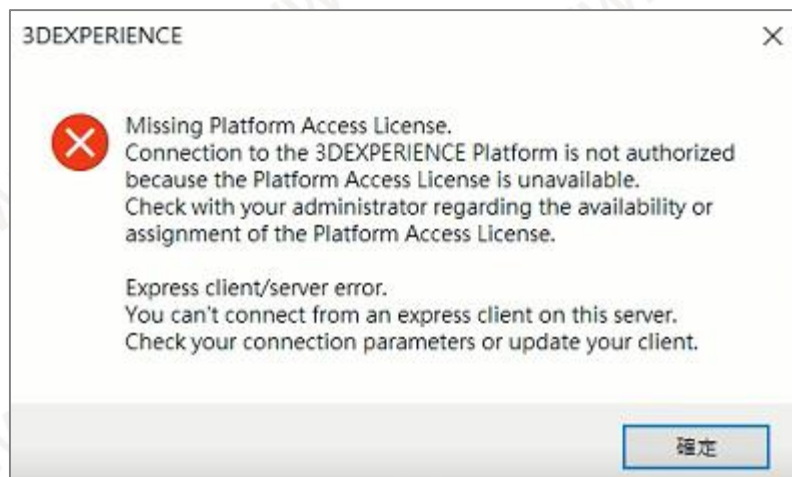 3DEXPERIENCE
Missing Platform Access License.
Connection to the 3DEXPERIENCE Platform is not authorized
because the Platform Access License is unavailable.
Check with your administrator regarding the availability or
assignment of the Platform Access License.
Express client/server error.
You can't connect from an express client on this server.
Check your connection parameters or update your client.
確定